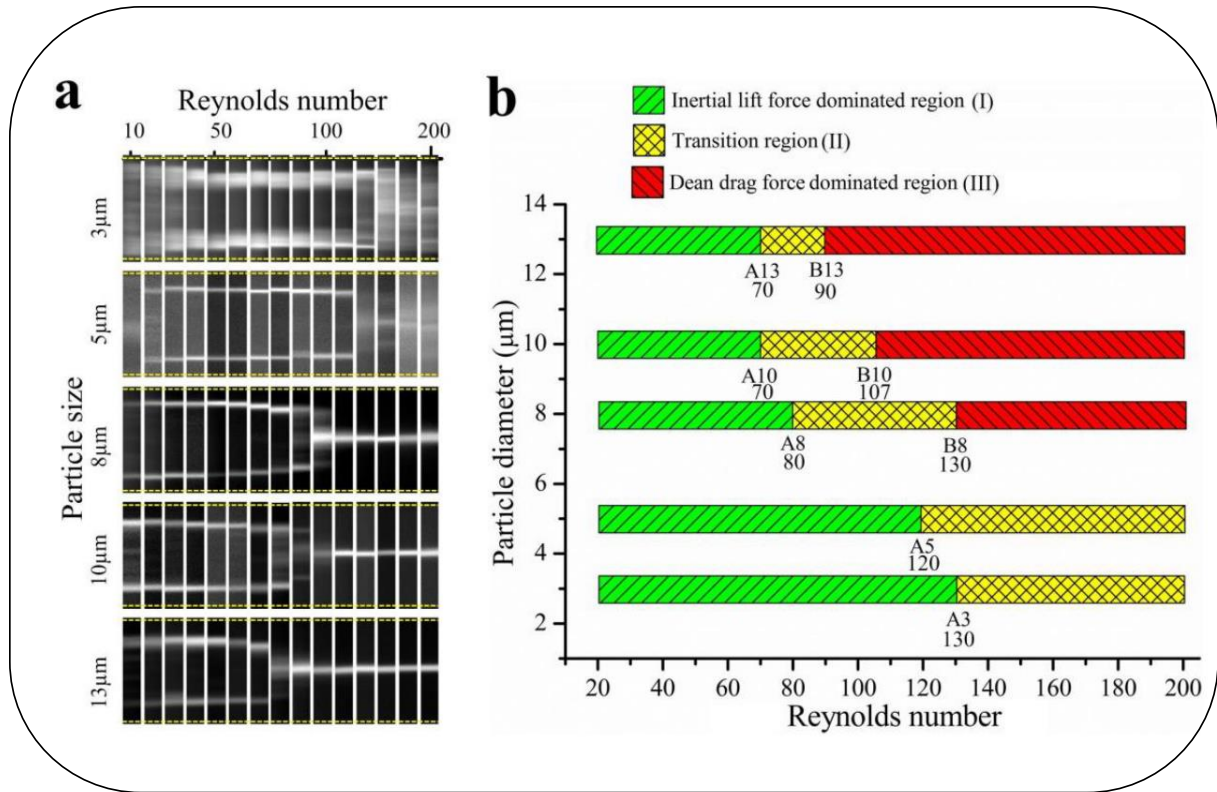 a
Reynolds number
10 50 100 200
Particle size
3µm
5µm
8µm
10µm
13µm
b
Inertial lift force dominated region (I)
Transition region (II)
Dean drag force dominated region (III)
Particle diameter (µm)
14
12
10
8
6
4
2
A13 B13
70 90
A10 B10
70 107
A8 B8
80 130
A5
120
A3
130
20 40 60 80 100 120 140 160 180 200
Reynolds number